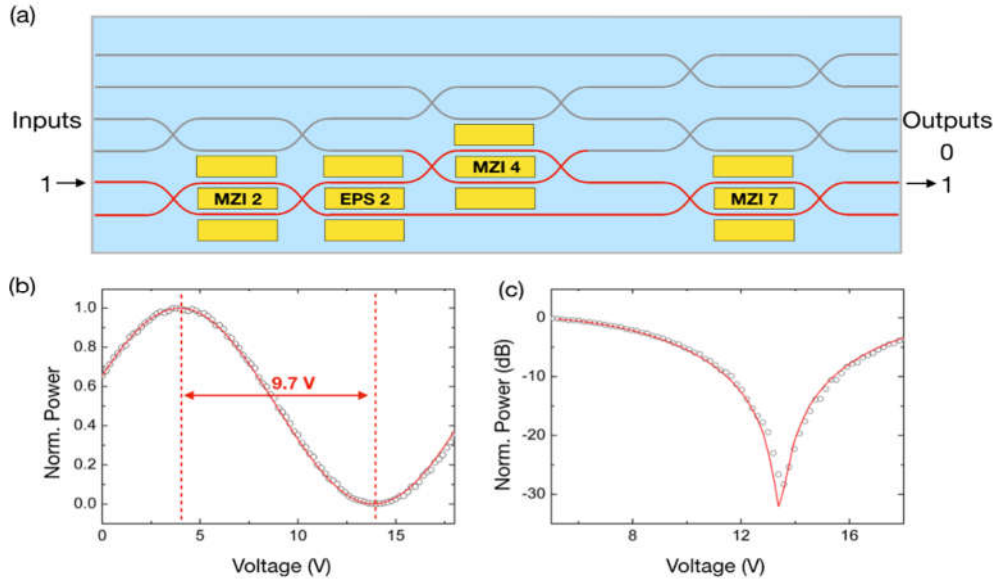 (a)
Inputs
Outputs
0
1
1
MZI 4
MZI 2
EPS 2
MZI 7
(b)
(c)
1.0
0.8
0.6
0.4
0.2
0.0
Norm. Power
9.7 V
0
5
10
15
Voltage (V)
0
-10
-20
-30
Norm. Power (dB)
8
12
16
Voltage (V)